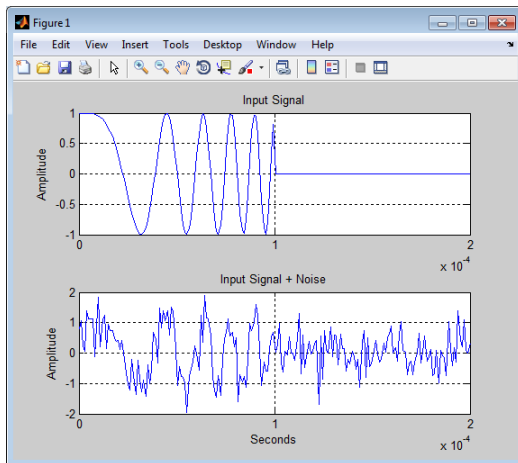 Figure 1
File Edit View Insert Tools Desktop Window Help
Input Signal
1
0.5
0
-0.5
-1
Amplitude
0 1 2
x 10^-4
Input Signal + Noise
2
1
0
-1
-2
Amplitude
0 1 2
Seconds
x 10^-4